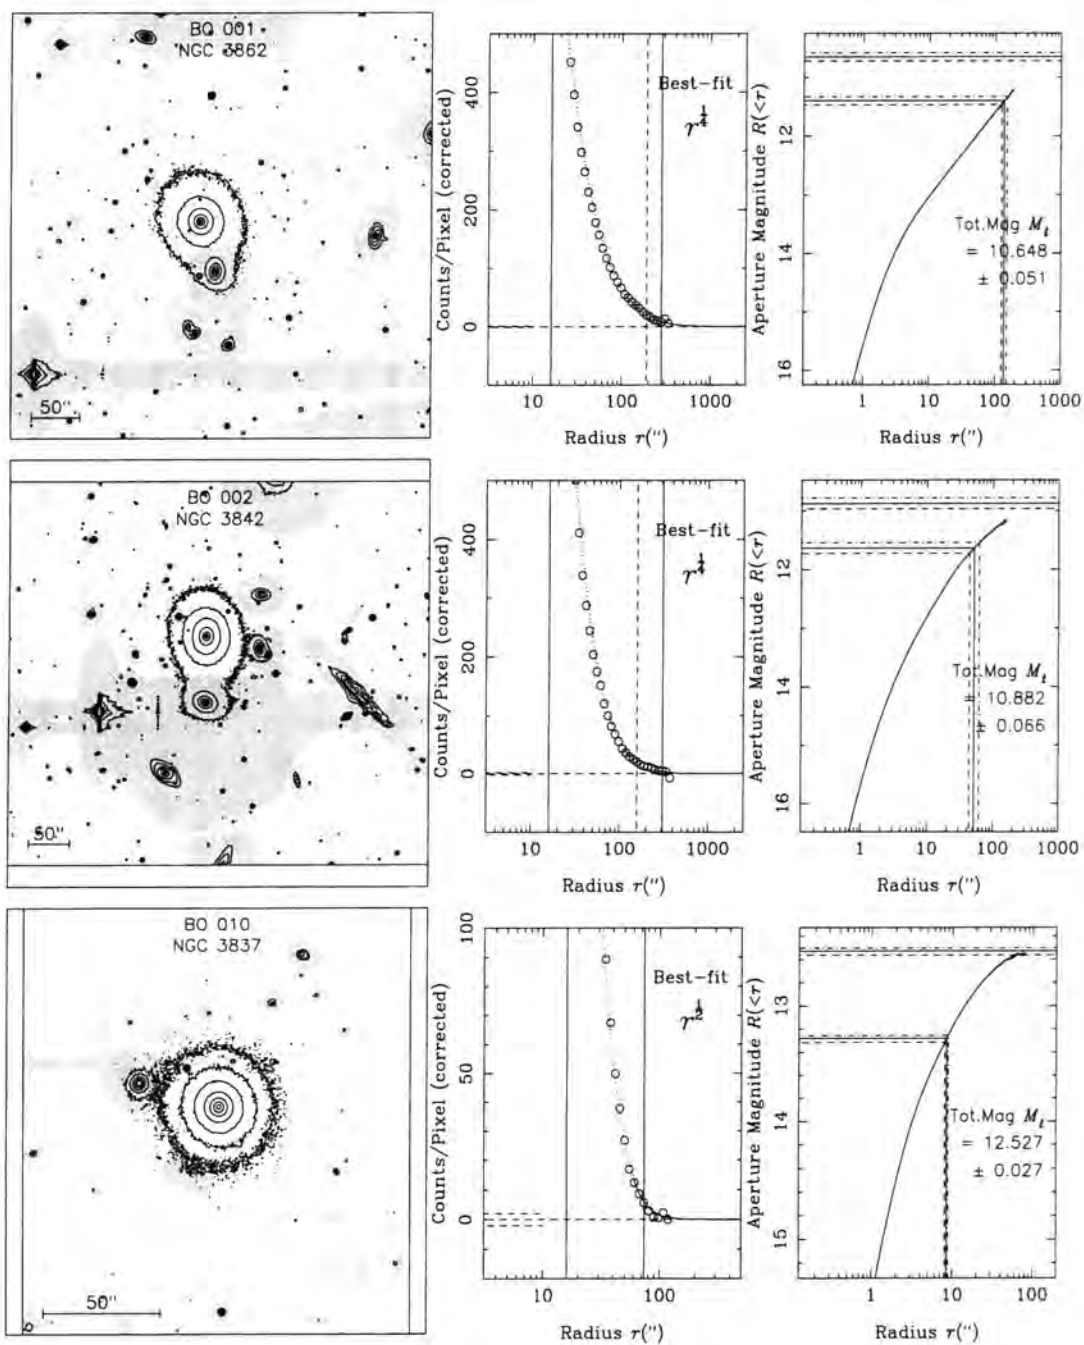 BO 001
NGC 3862
50"
Counts/Pixel (corrected)
400
200
0
Best-fit
r^{1/4}
10
100
1000
Radius r(")
Aperture Magnitude R(<r)
12
14
16
Tot.Mag M_t
= 10.648
± 0.051
1
10
100
1000
Radius r(")
BO 002
NGC 3842
50"
Counts/Pixel (corrected)
400
200
0
Best-fit
r^{1/4}
10
100
1000
Radius r(")
Aperture Magnitude R(<r)
12
14
16
Tot.Mag M_t
= 10.882
± 0.066
1
10
100
1000
Radius r(")
BO 010
NGC 3837
50"
Counts/Pixel (corrected)
100
50
0
Best-fit
r^{1/2}
10
100
Radius r(")
Aperture Magnitude R(<r)
13
14
15
Tot.Mag M_t
= 12.527
± 0.027
1
10
100
Radius r(")